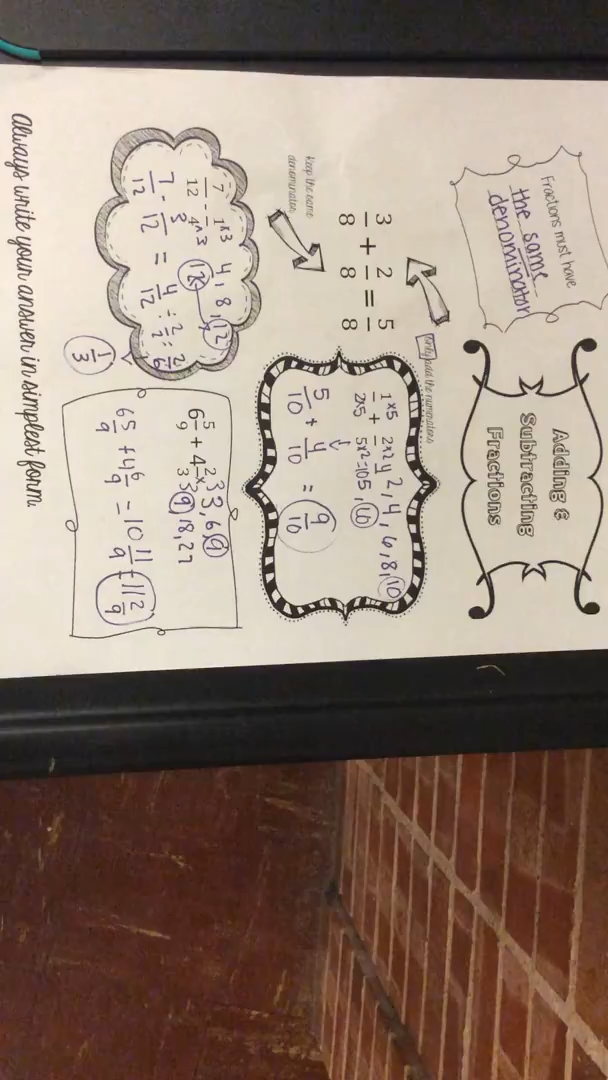 Adding &
Subtracting
Fractions
Fractions must have
the same
denominator
only add the numerators
3/8 + 2/8 = 5/8
Keep the same
denominator
1×5/2×5 + 2×2/5×2=10 2, 4, 6, 8, 10
5, 10
5/10 + 4/10 = 9/10
7/12 - 1×3/4×3 4, 8, 12
12
7/12 - 3/12 = 4/12 ÷ 2/2 = 2/6
1/3
6 5/9 + 4 2×3/3×3 3, 6, 9
9, 18, 27
6 5/9 + 4 6/9 = 10 11/9 = 11 2/9
Always write your answer in simplest form.